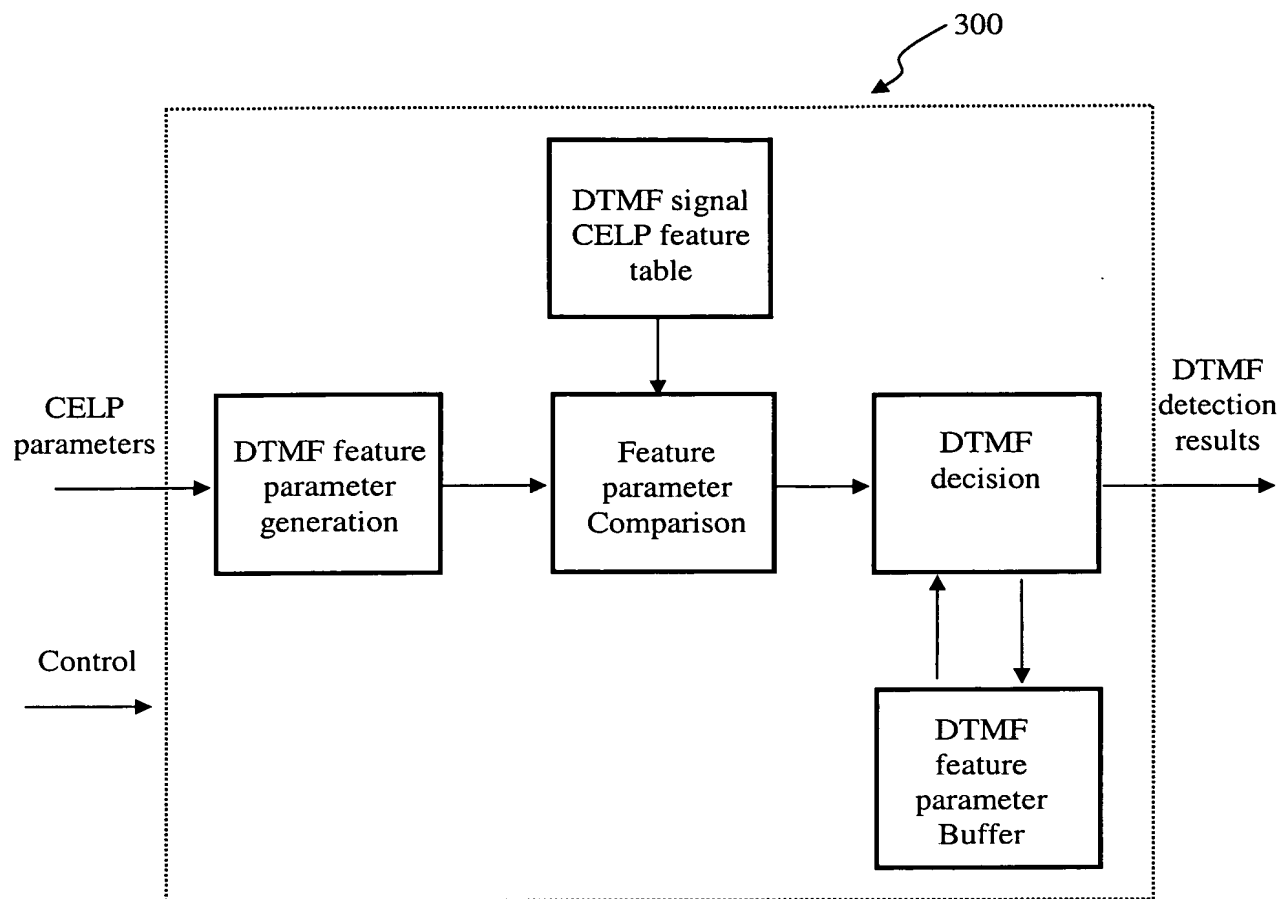 300
DTMF signal
CELP feature
table
CELP
parameters
DTMF feature
parameter
generation
Feature
parameter
Comparison
DTMF
decision
DTMF
detection
results
Control
DTMF
feature
parameter
Buffer